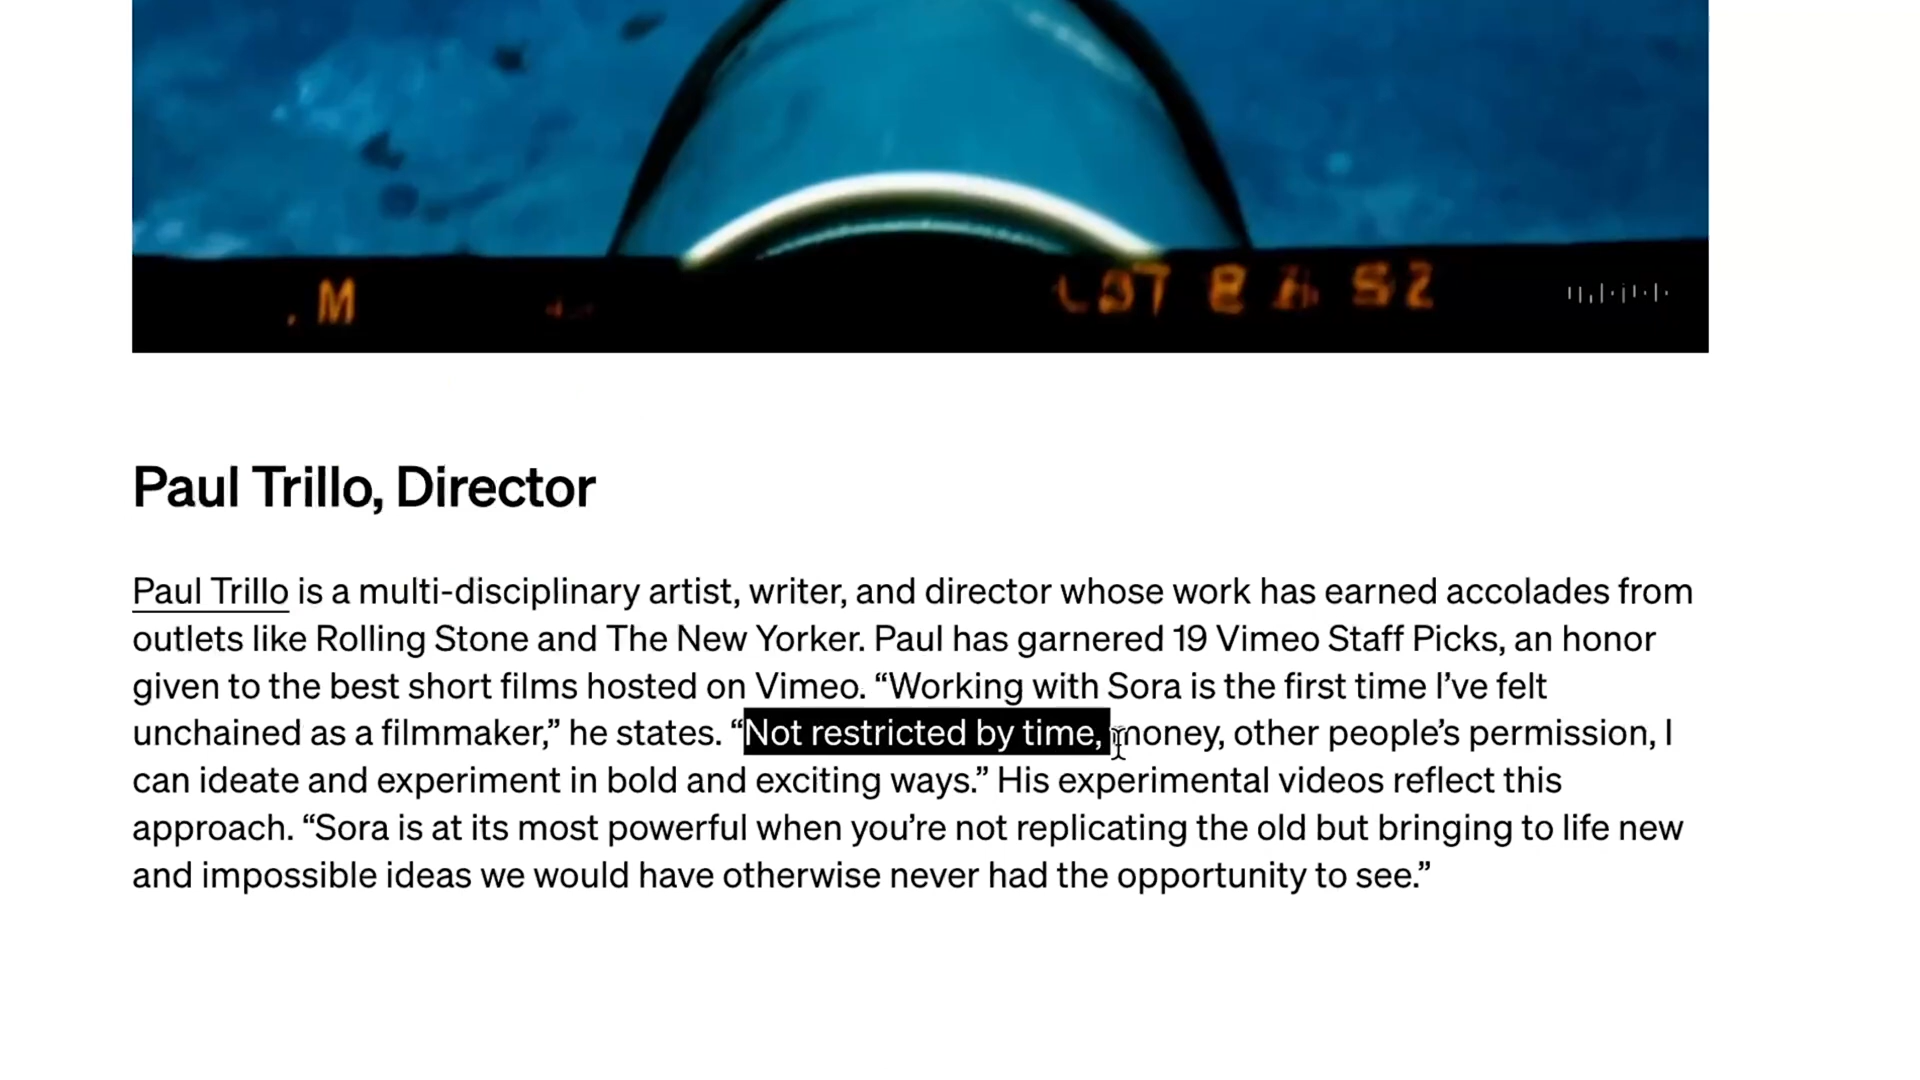 . M
Paul Trillo, Director
Paul Trillo is a multi-disciplinary artist, writer, and director whose work has earned accolades from
outlets like Rolling Stone and The New Yorker. Paul has garnered 19 Vimeo Staff Picks, an honor
given to the best short films hosted on Vimeo. “Working with Sora is the first time I’ve felt
unchained as a filmmaker,” he states. “Not restricted by time, money, other people’s permission, I
can ideate and experiment in bold and exciting ways.” His experimental videos reflect this
approach. “Sora is at its most powerful when you’re not replicating the old but bringing to life new
and impossible ideas we would have otherwise never had the opportunity to see.”